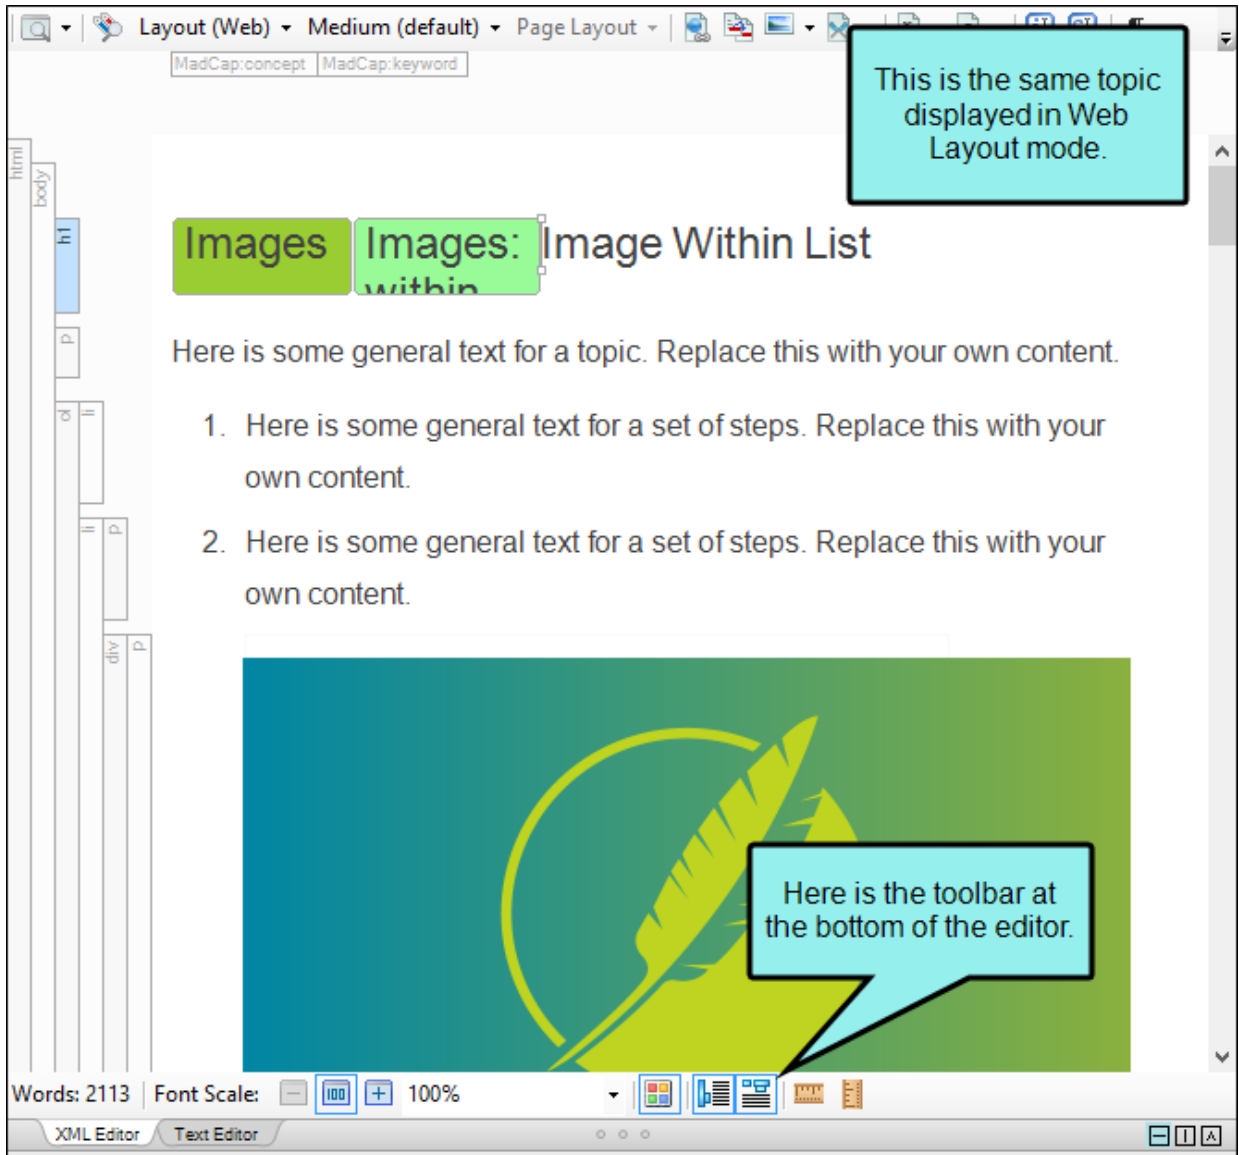 Layout (Web) Medium (default) Page Layout
MadCap:concept MadCap:keyword
This is the same topic
displayed in Web
Layout mode.
html
body
h1
Images Images: Image Within List
within
p
Here is some general text for a topic. Replace this with your own content.
ol li
1. Here is some general text for a set of steps. Replace this with your
own content.
li p
2. Here is some general text for a set of steps. Replace this with your
own content.
div p
Here is the toolbar at
the bottom of the editor.
Words: 2113 Font Scale: 100 100%
XML Editor Text Editor